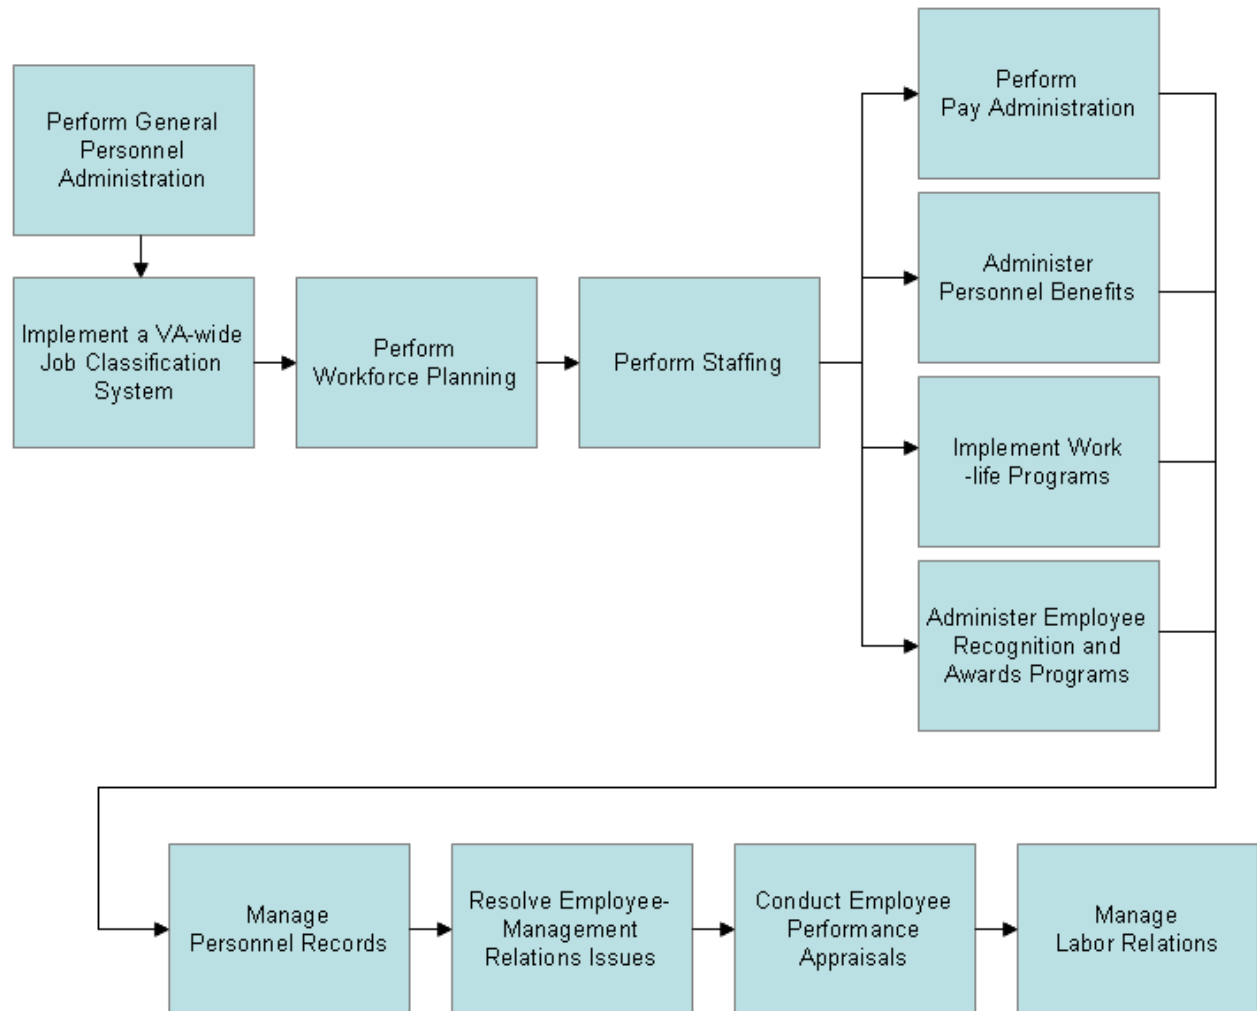 Perform General
Personnel
Administration
Implement a VA-wide
Job Classification
System
Perform
Workforce Planning
Perform Staffing
Perform
Pay Administration
Administer
Personnel Benefits
Implement Work
-life Programs
Administer Employee
Recognition and
Awards Programs
Manage
Personnel Records
Resolve Employee-
Management
Relations Issues
Conduct Employee
Performance
Appraisals
Manage
Labor Relations